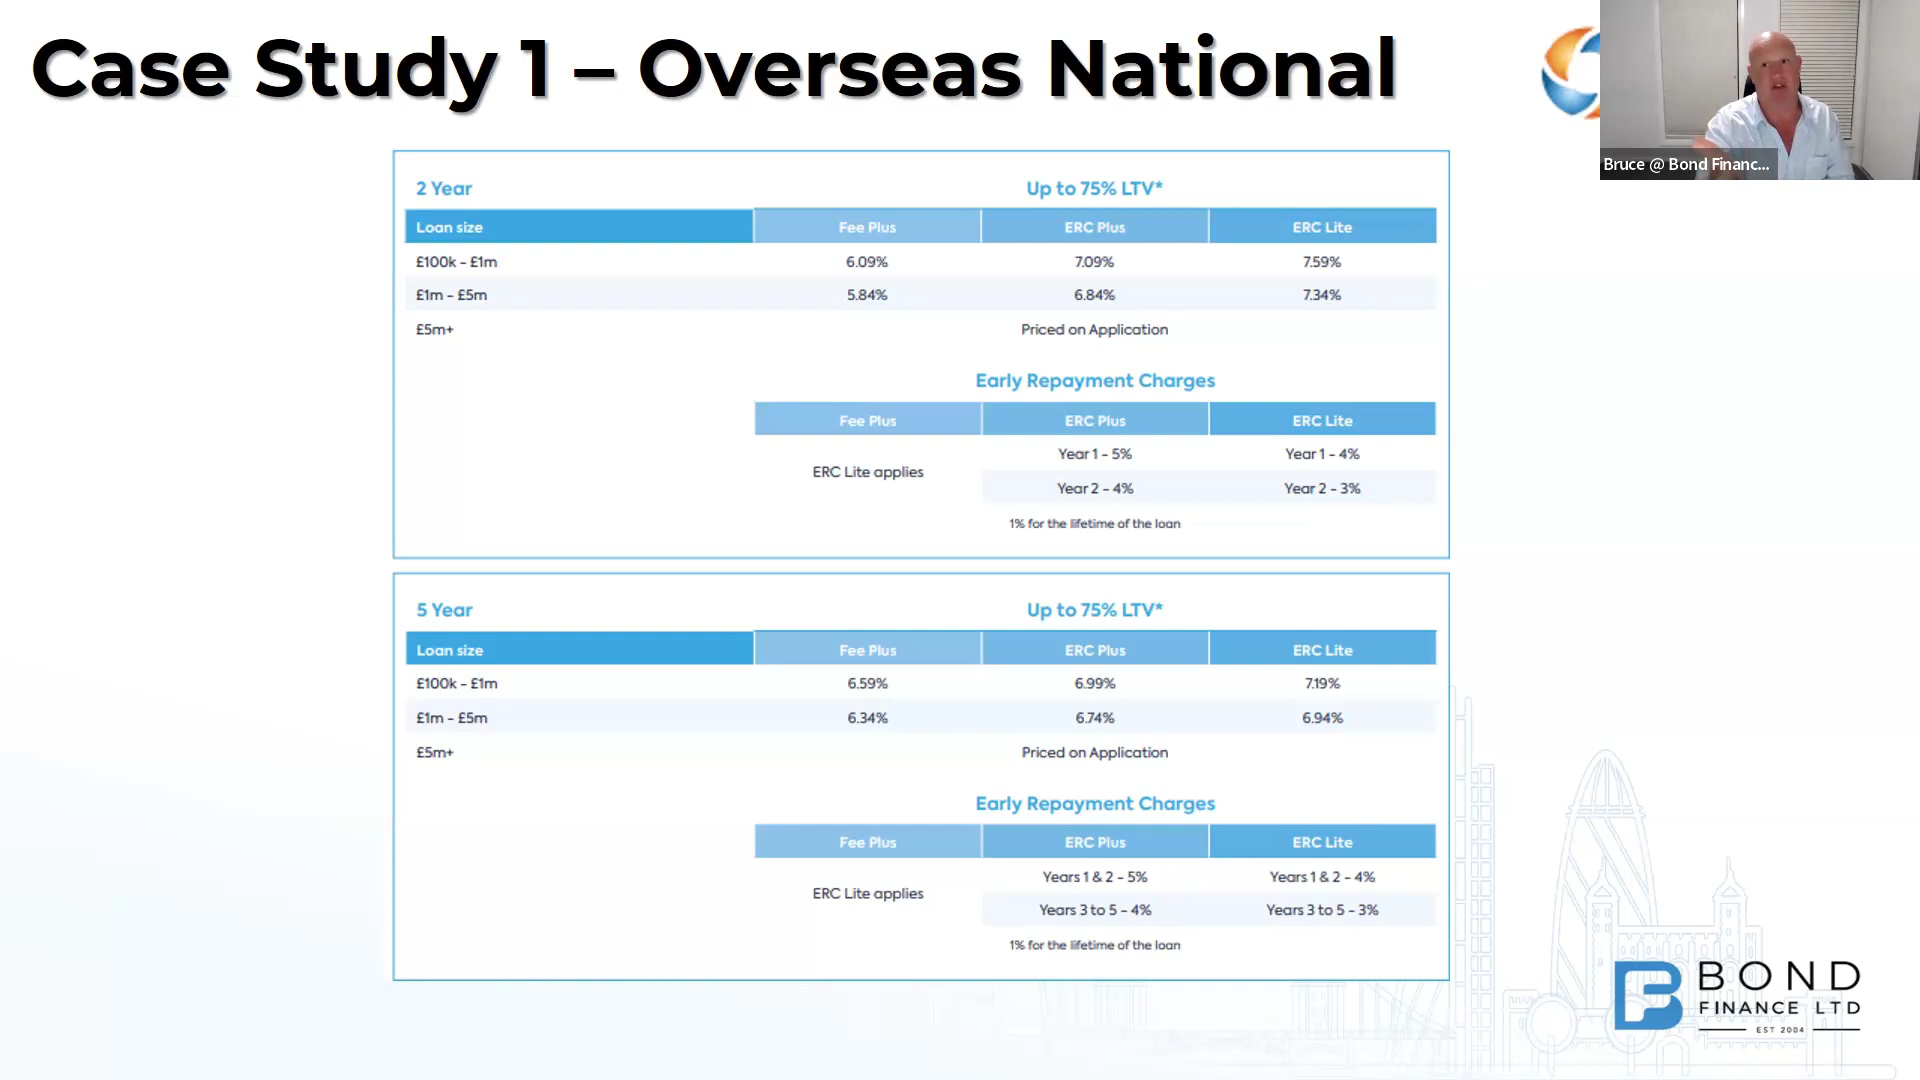 Case Study 1 – Overseas National
Bruce @ Bond Financ...
2 Year
Up to 75% LTV*
Loan size Fee Plus ERC Plus ERC Lite
£100k - £1m 6.09% 7.09% 7.59%
£1m - £5m 5.84% 6.84% 7.34%
£5m+ Priced on Application
Early Repayment Charges
Fee Plus ERC Plus ERC Lite
Year 1 - 5% Year 1 - 4%
ERC Lite applies
Year 2 - 4% Year 2 - 3%
1% for the lifetime of the loan
5 Year
Up to 75% LTV*
Loan size Fee Plus ERC Plus ERC Lite
£100k - £1m 6.59% 6.99% 7.19%
£1m - £5m 6.34% 6.74% 6.94%
£5m+ Priced on Application
Early Repayment Charges
Fee Plus ERC Plus ERC Lite
Years 1 & 2 - 5% Years 1 & 2 - 4%
ERC Lite applies
Years 3 to 5 - 4% Years 3 to 5 - 3%
1% for the lifetime of the loan
BOND
FINANCE LTD
EST 2004